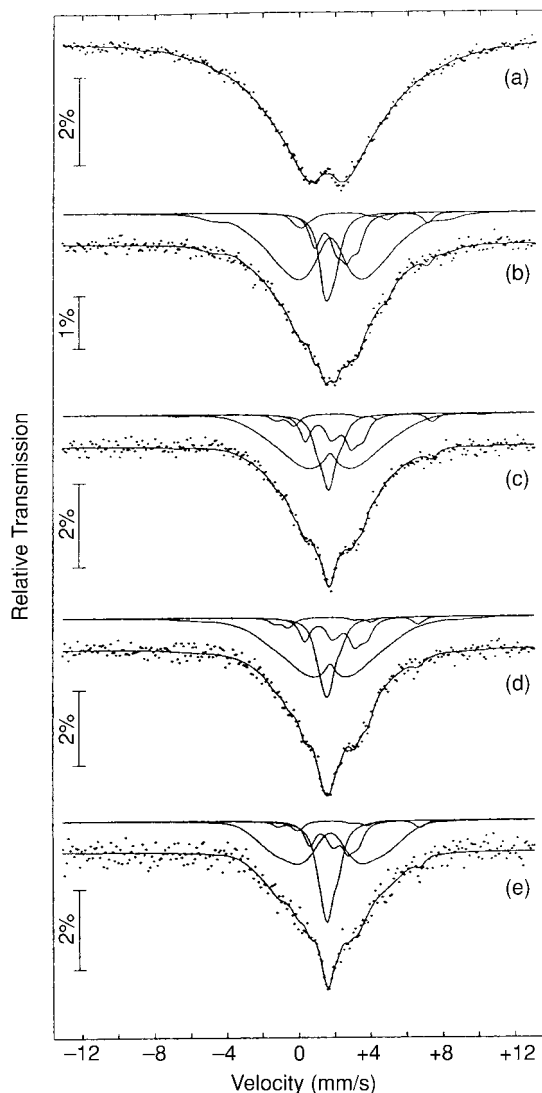 (a)
2%
(b)
1%
(c)
2%
(d)
2%
(e)
2%
Relative Transmission
−12 −8 −4 0 +4 +8 +12
Velocity (mm/s)